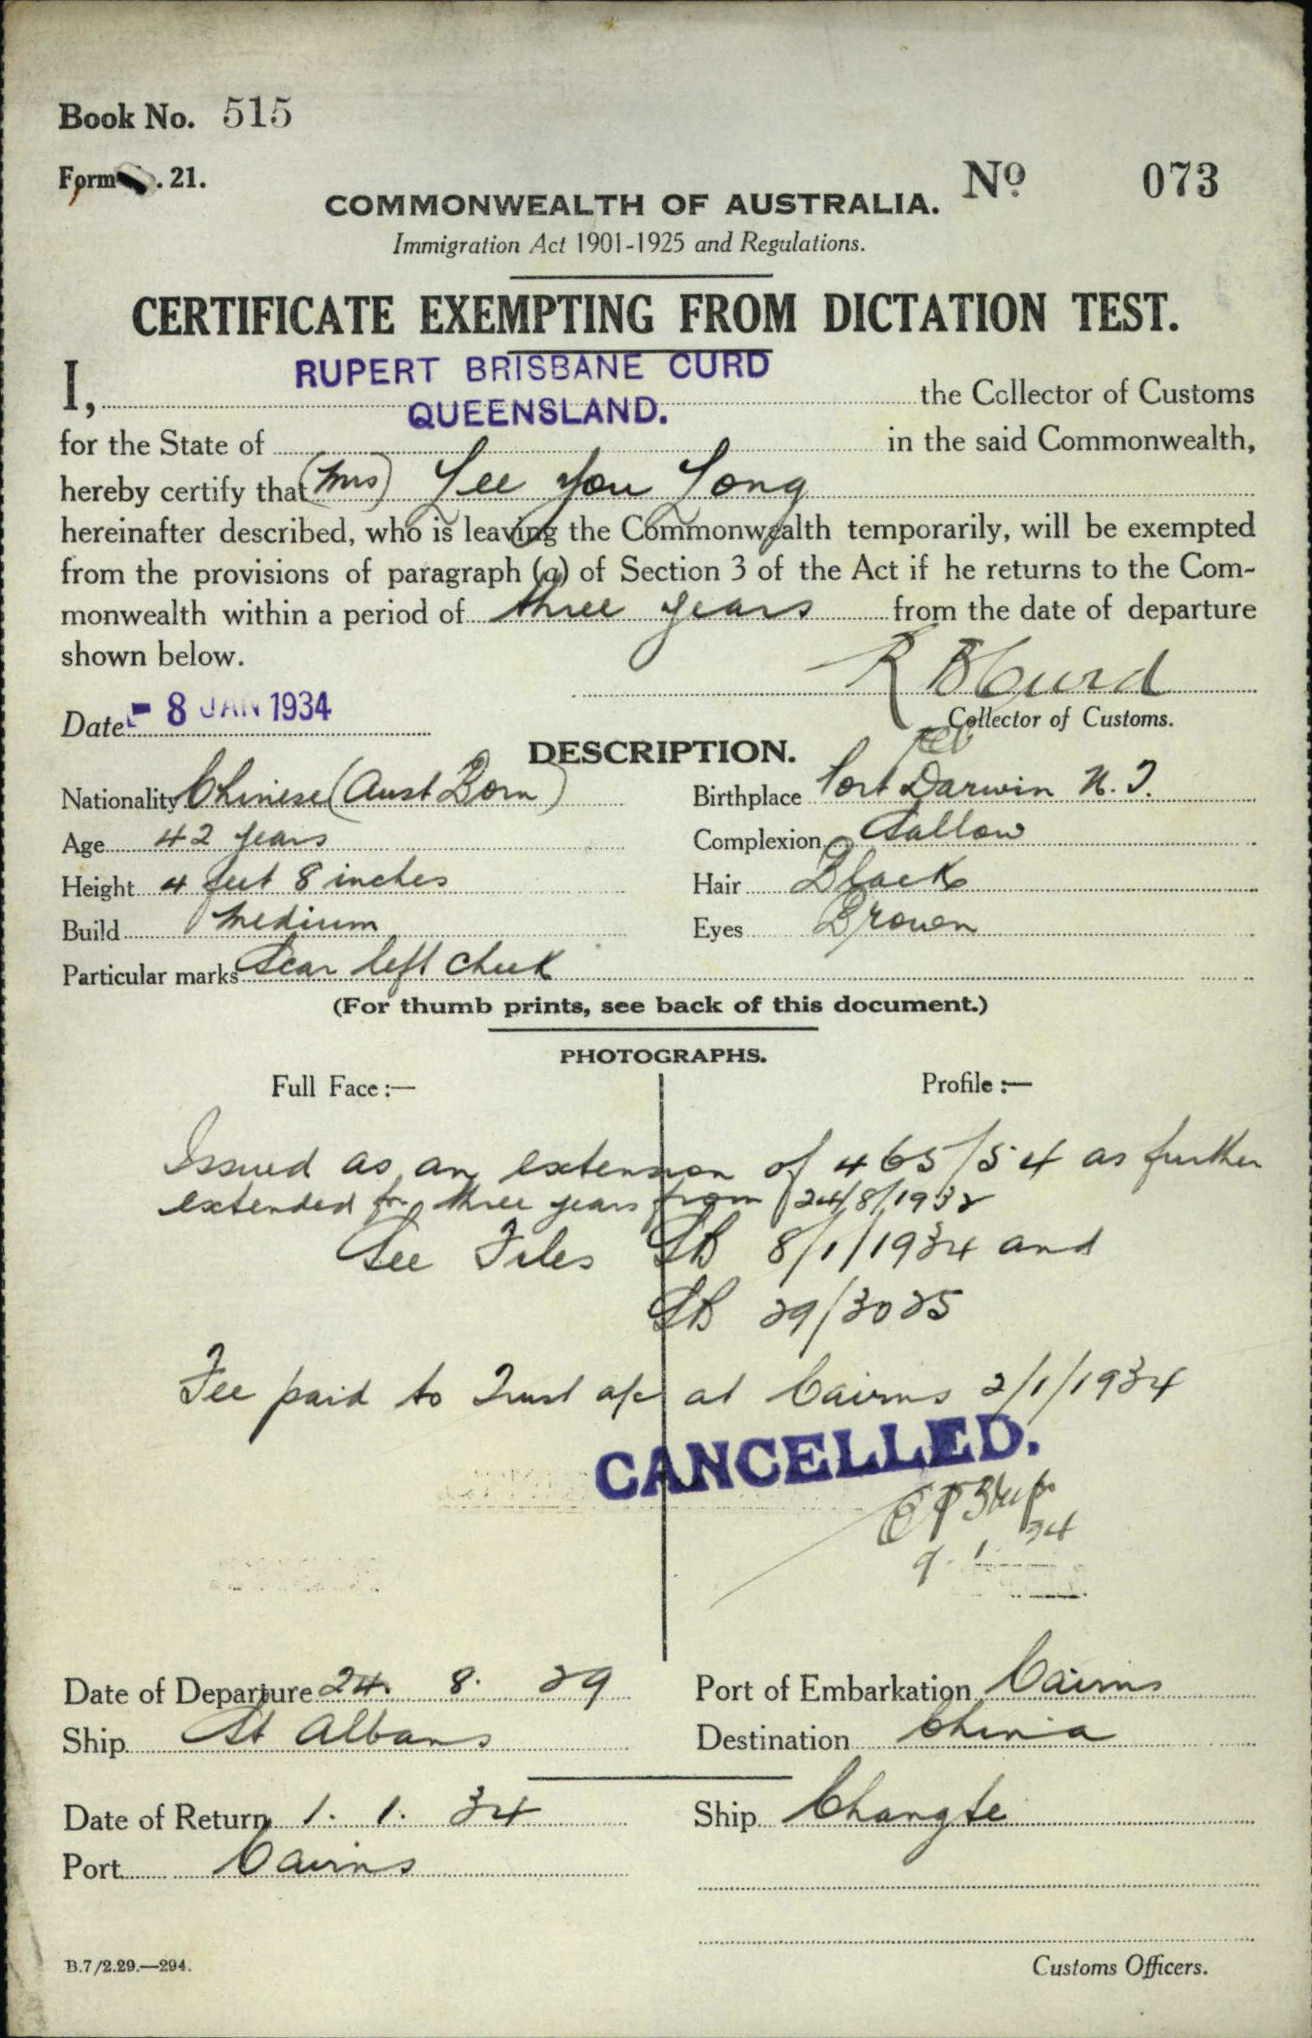 Book No. 515
Form . 21.
No 073
COMMONWEALTH OF AUSTRALIA.
Immigration Act 1901-1925 and Regulations.
CERTIFICATE EXEMPTING FROM DICTATION TEST.
RUPERT BRISBANE CURD
I, the Collector of Customs
QUEENSLAND.
for the State of in the said Commonwealth,
hereby certify that (Mrs) Lee You Long
hereinafter described, who is leaving the Commonwealth temporarily, will be exempted
from the provisions of paragraph (a) of Section 3 of the Act if he returns to the Com-
monwealth within a period of three years from the date of departure
shown below.
R B Curd
Date - 8 JAN 1934
Collector of Customs.
DESCRIPTION.
Nationality Chinese (Aust Born) Birthplace Port Darwin N.T.
Age 42 years Complexion Sallow
Height 4 feet 8 inches Hair Black
Build Medium Eyes Brown
Particular marks Scar left cheek
(For thumb prints, see back of this document.)
PHOTOGRAPHS.
Full Face :— Profile :—
Issued as an extension of 465/54 as further
extended for three years from 24/8/1932
See Files 8/1/1934 and
29/3025
Fee paid to Trust a/c at Cairns 2/1/1934
CANCELLED.
9. 1. 34
Date of Departure 24. 8. 29 Port of Embarkation Cairns
Ship St Albans Destination China
Date of Return 1. 1. 34 Ship Changte
Port Cairns
B.7/2.29.—294. Customs Officers.